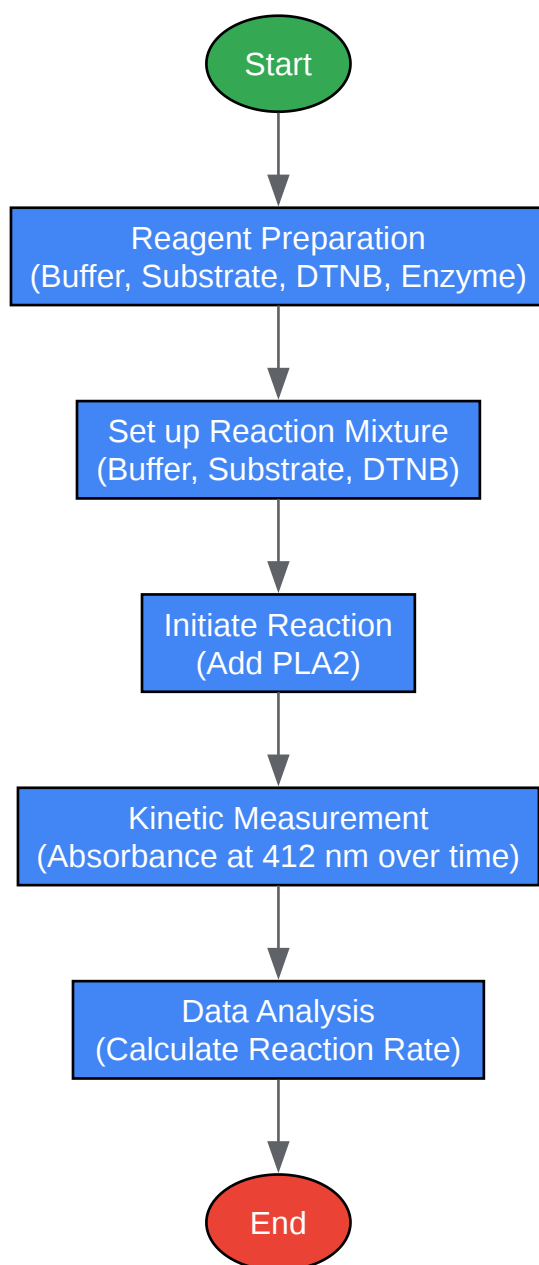 Start
Reagent Preparation
(Buffer, Substrate, DTNB, Enzyme)
Set up Reaction Mixture
(Buffer, Substrate, DTNB)
Initiate Reaction
(Add PLA2)
Kinetic Measurement
(Absorbance at 412 nm over time)
Data Analysis
(Calculate Reaction Rate)
End